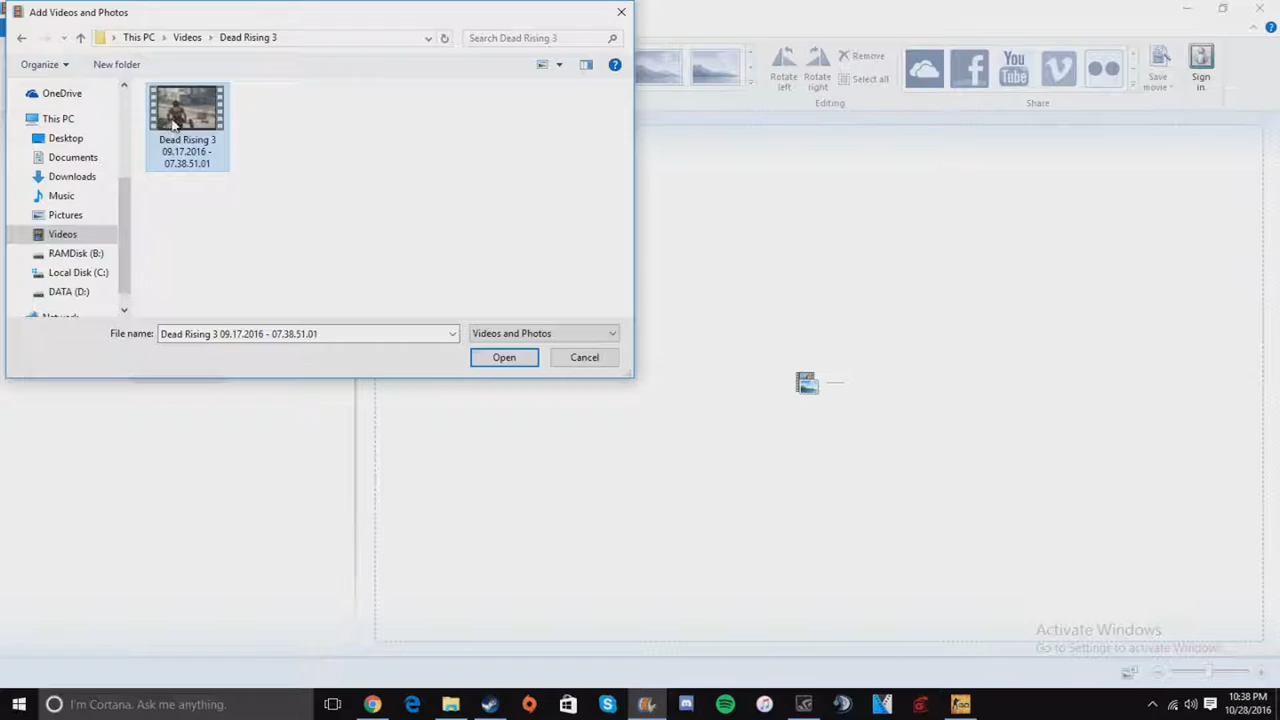 Add Videos and Photos
This PC
Videos
Dead Rising 3
Search Dead Rising 3
Organize
New folder
OneDrive
This PC
Desktop
Documents
Downloads
Music
Pictures
Videos
RAMDisk (B:)
Local Disk (C:)
DATA (D:)
Network
Dead Rising 3
09.17.2016 -
07.38.51.01
File name:
Dead Rising 3 09.17.2016 - 07.38.51.01
Videos and Photos
Open
Cancel
Rotate
left
Rotate
right
Remove
Select all
Editing
You
Tube
Share
Save
movie
Sign
in
Activate Windows
Go to Settings to activate Windows.
I'm Cortana. Ask me anything.
10:38 PM
10/28/2016